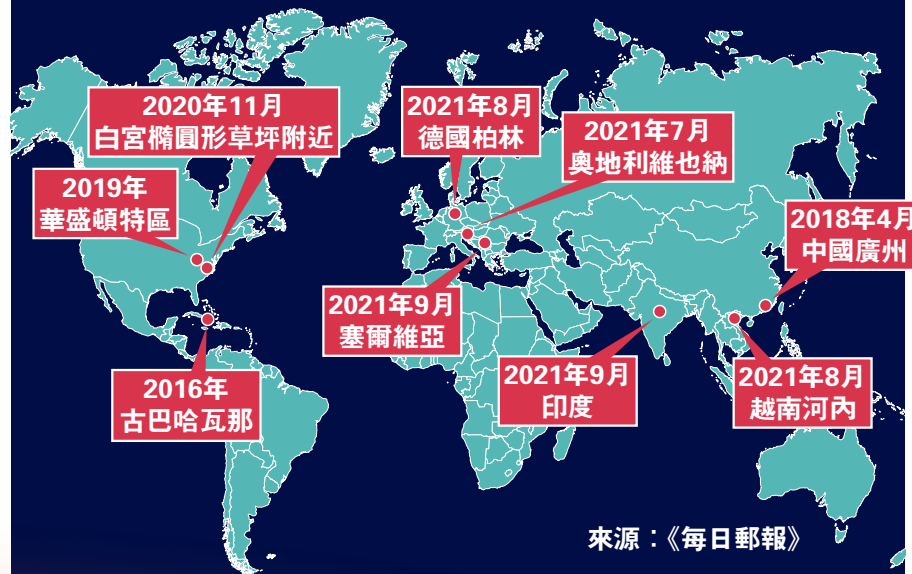 2020年11月
白宮橢圓形草坪附近
2019年
華盛頓特區
2016年
古巴哈瓦那
2021年8月
德國柏林
2021年7月
奧地利維也納
2021年9月
塞爾維亞
2021年9月
印度
2018年4月
中國廣州
2021年8月
越南河內
來源：《每日郵報》